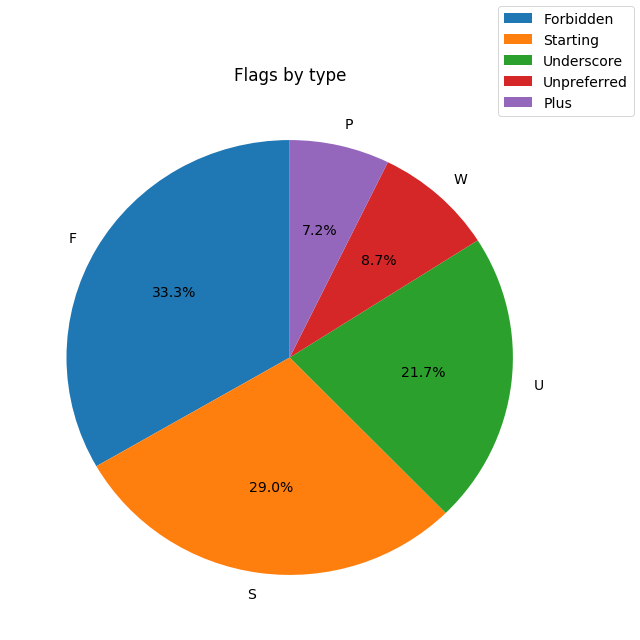 Forbidden
Starting
Underscore
Unpreferred
Plus
Flags by type
P
W
F
7.2%
8.7%
33.3%
21.7%
U
29.0%
S